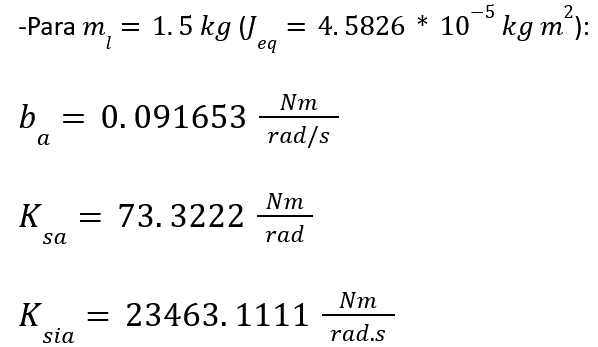 -Para m_l = 1.5 kg (J_eq = 4.5826 * 10^-5 kg m^2):
b_a = 0.091653 Nm/rad/s
K_sa = 73.3222 Nm/rad
K_sia = 23463.1111 Nm/rad.s